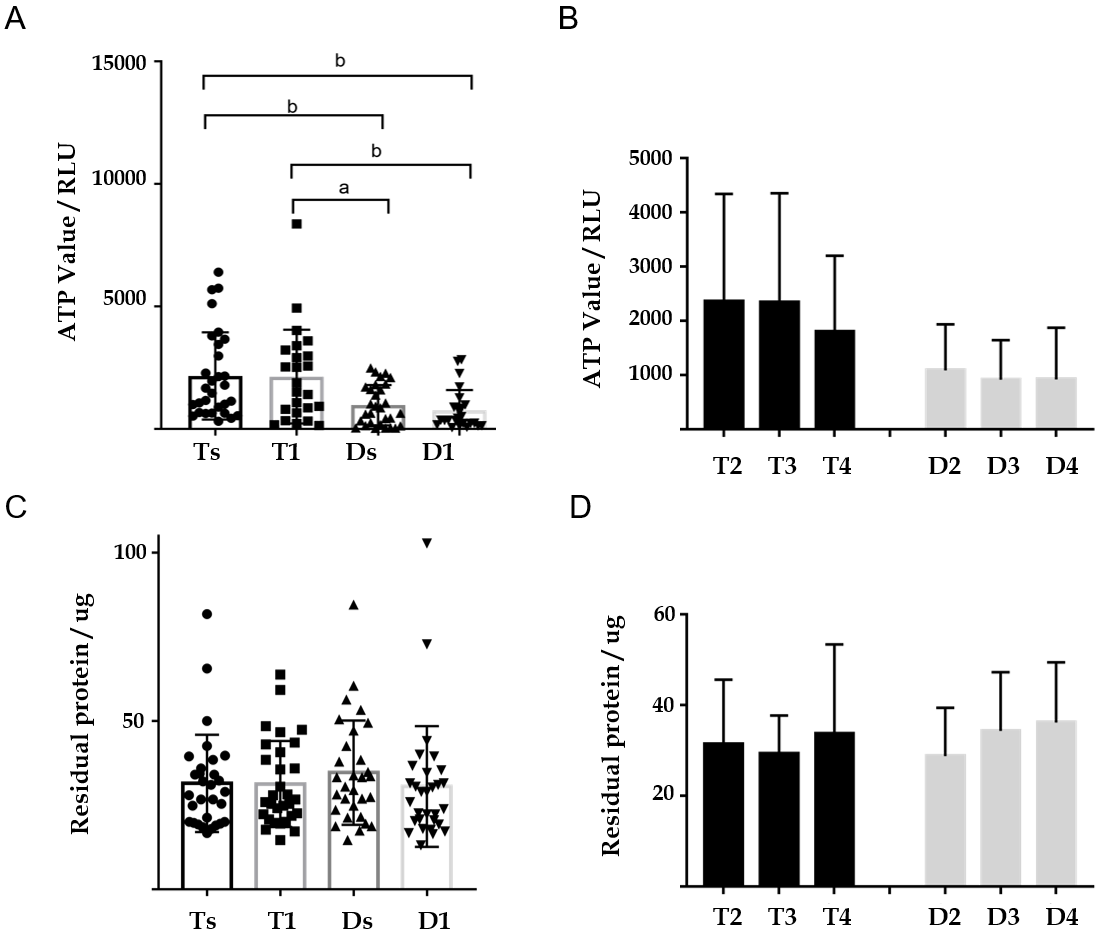 A
ATP Value / RLU
15000
10000
5000
b
b
b
a
Ts T1 Ds D1
B
ATP Value / RLU
5000
4000
3000
2000
1000
T2 T3 T4 D2 D3 D4
C
Residual protein / ug
100
50
Ts T1 Ds D1
D
Residual protein / ug
60
40
20
T2 T3 T4 D2 D3 D4